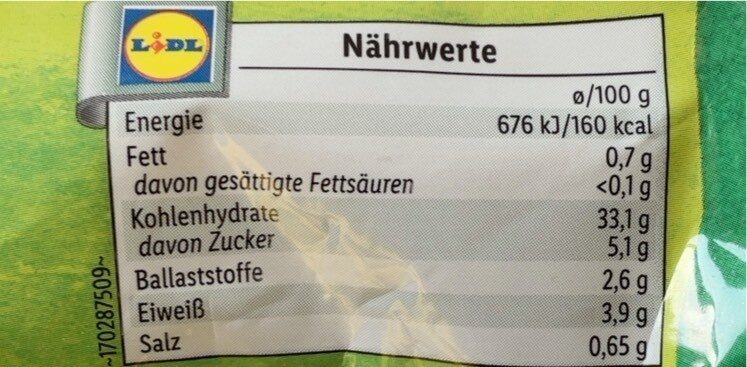 LIDL
Nährwerte
ø/100 g
Energie 676 kJ/160 kcal
Fett 0,7 g
davon gesättigte Fettsäuren <0,1 g
Kohlenhydrate 33,1 g
davon Zucker 5,1 g
Ballaststoffe 2,6 g
Eiweiß 3,9 g
Salz 0,65 g
~170287509~